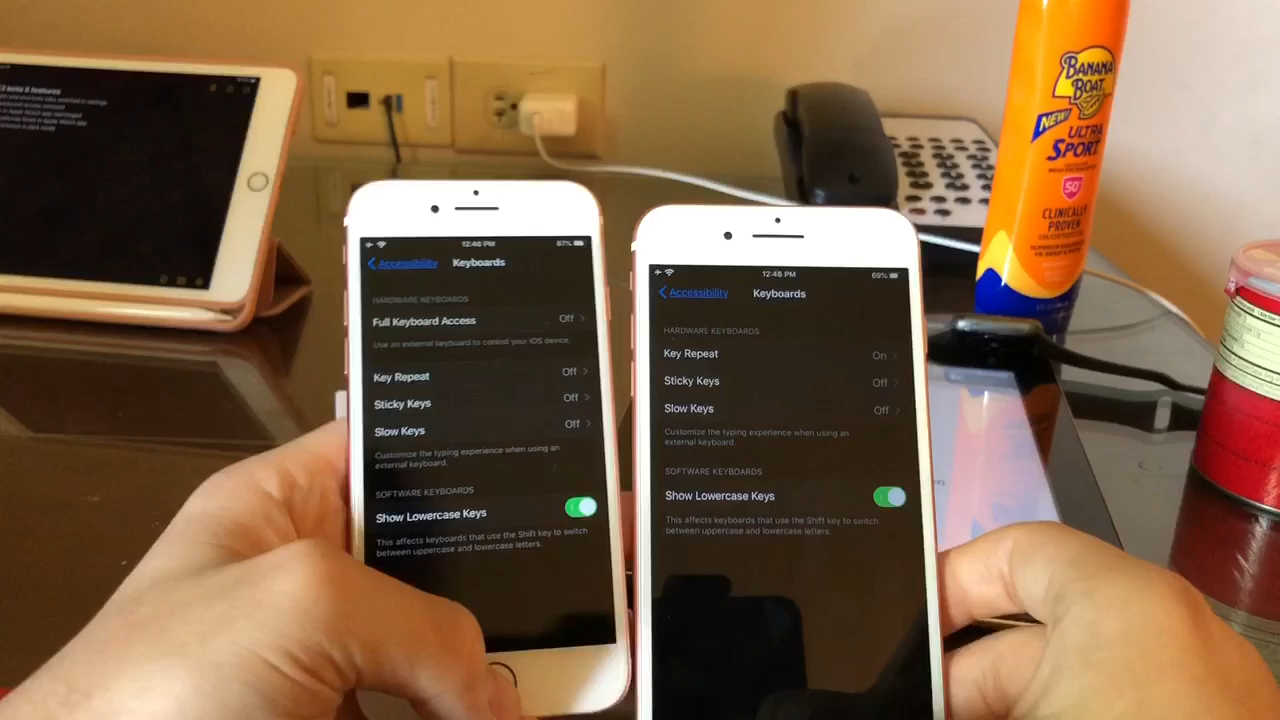 12:46 PM
87%
Accessibility
Keyboards
HARDWARE KEYBOARDS
Full Keyboard Access Off
Use an external keyboard to control your iOS device.
Key Repeat Off
Sticky Keys Off
Slow Keys Off
Customize the typing experience when using an
external keyboard.
SOFTWARE KEYBOARDS
Show Lowercase Keys
This affects keyboards that use the Shift key to switch
between uppercase and lowercase letters.
12:46 PM
69%
Accessibility
Keyboards
HARDWARE KEYBOARDS
Key Repeat On
Sticky Keys Off
Slow Keys Off
Customize the typing experience when using an
external keyboard.
SOFTWARE KEYBOARDS
Show Lowercase Keys
This affects keyboards that use the Shift key to switch
between uppercase and lowercase letters.
BANANA
BOAT
NEW!
ULTRA
SPORT
50
CLINICALLY
PROVEN